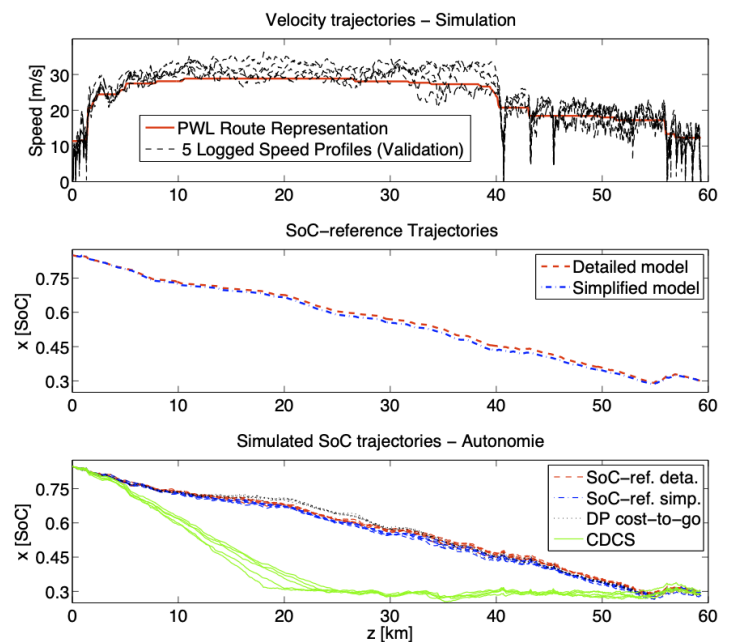 Velocity trajectories − Simulation
Speed [m/s]
30
20
10
0
PWL Route Representation
5 Logged Speed Profiles (Validation)
0 10 20 30 40 50 60
SoC−reference Trajectories
x [SoC]
0.75
0.6
0.45
0.3
Detailed model
Simplified model
0 10 20 30 40 50 60
Simulated SoC trajectories − Autonomie
x [SoC]
0.75
0.6
0.45
0.3
SoC−ref. deta.
SoC−ref. simp.
DP cost−to−go
CDCS
0 10 20 30 40 50 60
z [km]